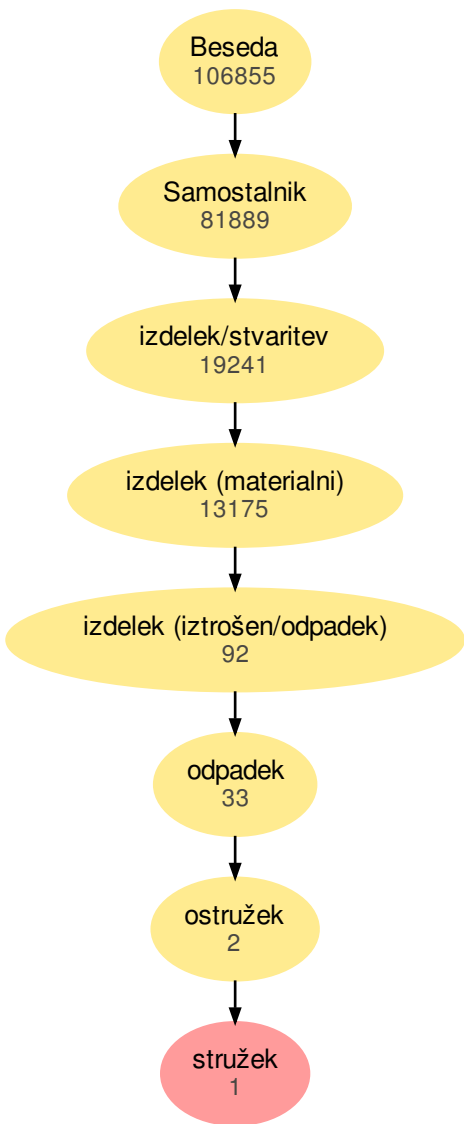 Beseda
106855
Samostalnik
81889
izdelek/stvaritev
19241
izdelek (materialni)
13175
izdelek (iztrošen/odpadek)
92
odpadek
33
ostružek
2
stružek
1